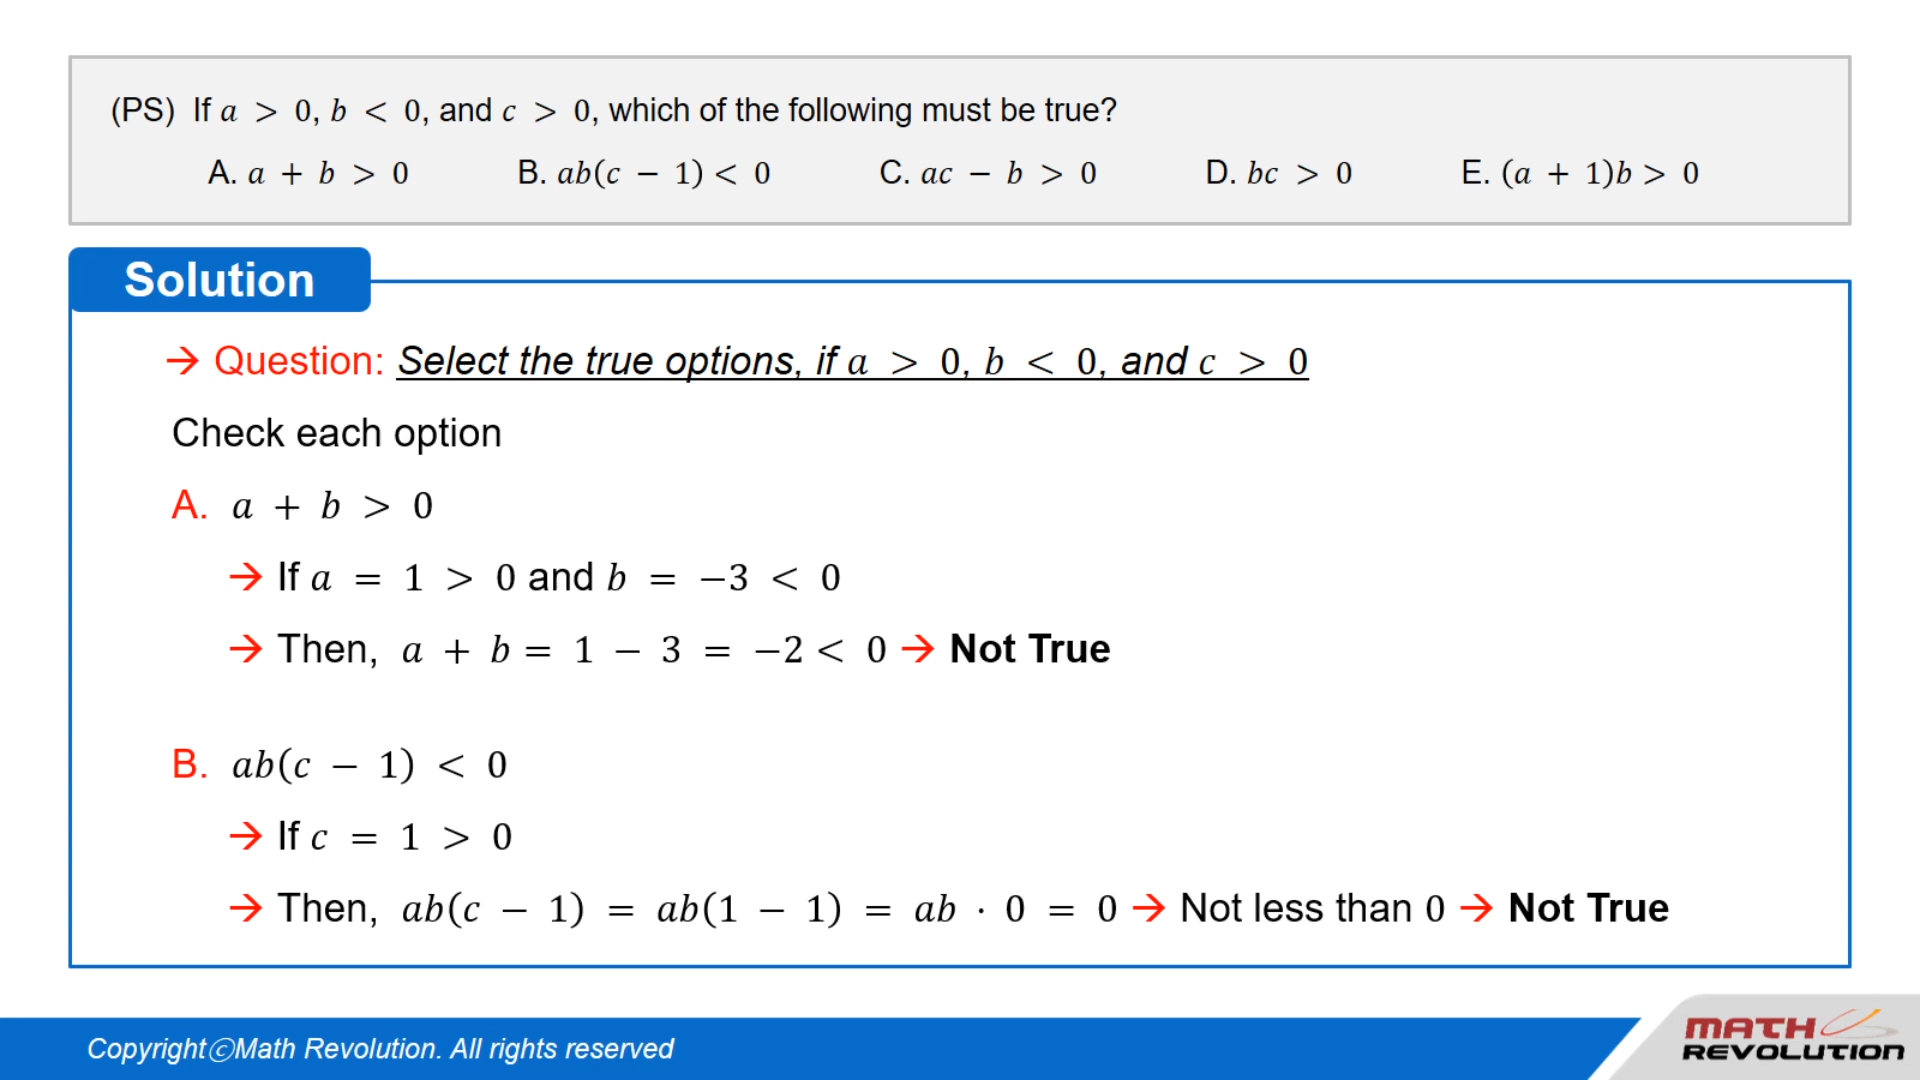 (PS) If a > 0, b < 0, and c > 0, which of the following must be true?
A. a + b > 0 B. ab(c − 1) < 0 C. ac − b > 0 D. bc > 0 E. (a + 1)b > 0
Solution
→ Question: Select the true options, if a > 0, b < 0, and c > 0
Check each option
A. a + b > 0
→ If a = 1 > 0 and b = −3 < 0
→ Then, a + b = 1 − 3 = −2 < 0 → Not True
B. ab(c − 1) < 0
→ If c = 1 > 0
→ Then, ab(c − 1) = ab(1 − 1) = ab · 0 = 0 → Not less than 0 → Not True
CopyrightⓒMath Revolution. All rights reserved
MATH
REVOLUTION